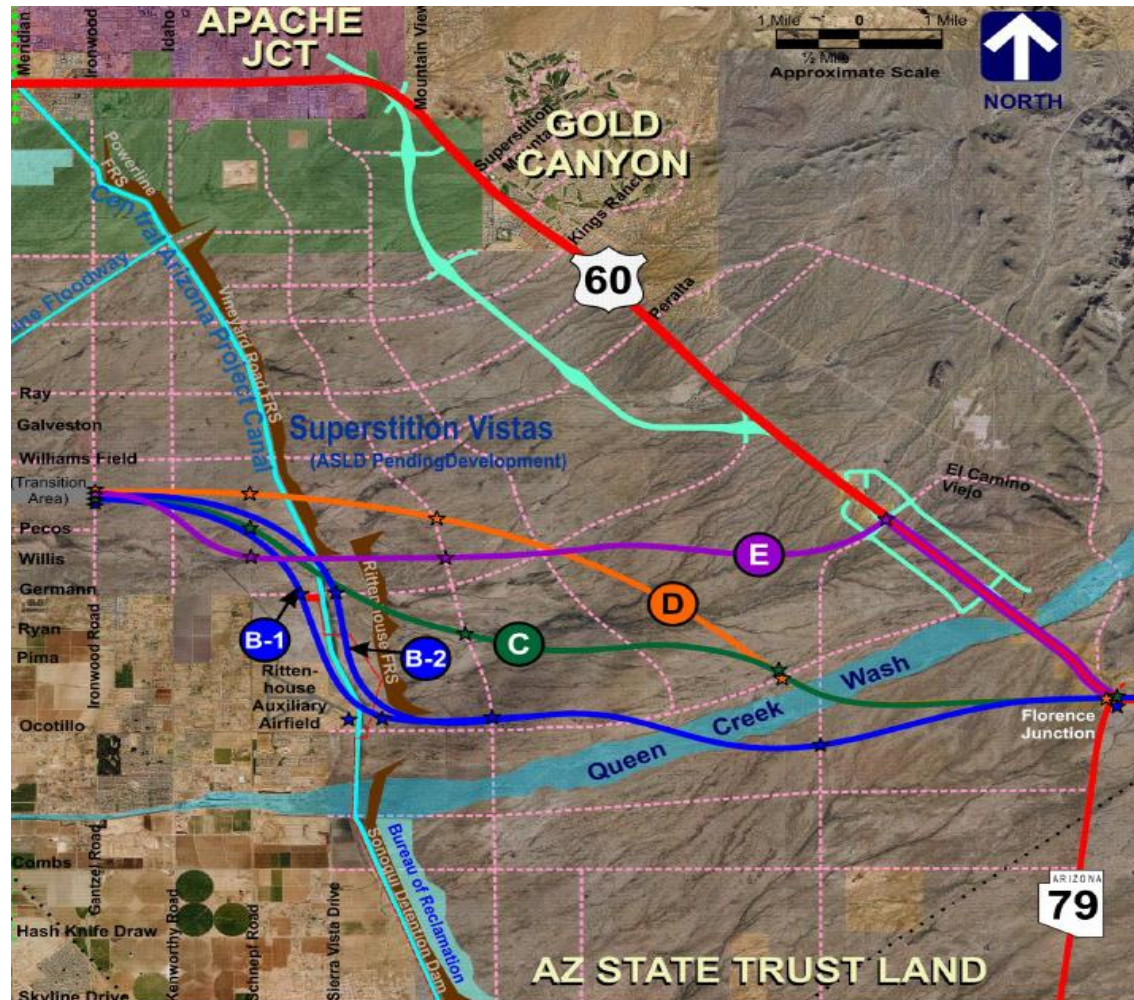 Meridian
Ironwood
Idaho
APACHE
JCT
Mountain View
1 Mile 0 1 Mile
½ Mile
Approximate Scale
NORTH
GOLD
CANYON
Superstition
Mountain
Kings Ranch
Peralta
60
Powerline
FRS
Central Arizona Project Canal
ine Floodway
Vineyard Road FRS
Ray
Galveston
Williams Field
(Transition
Area)
Pecos
Willis
Germann
Ryan
Pima
Ocotillo
Ironwood Road
Superstition Vistas
(ASLD PendingDevelopment)
El Camino
Viejo
E
D
C
B-1
B-2
Rittenhouse FRS
Ritten-
house
Auxiliary
Airfield
Queen Creek Wash
Florence
Junction
Combs
Gantzel Road
Hash Knife Draw
Kenworthy Road
Schnepf Road
Sierra Vista Drive
Skyline Drive
Sonoqui Detention Dam
Bureau of Reclamation
AZ STATE TRUST LAND
ARIZONA
79